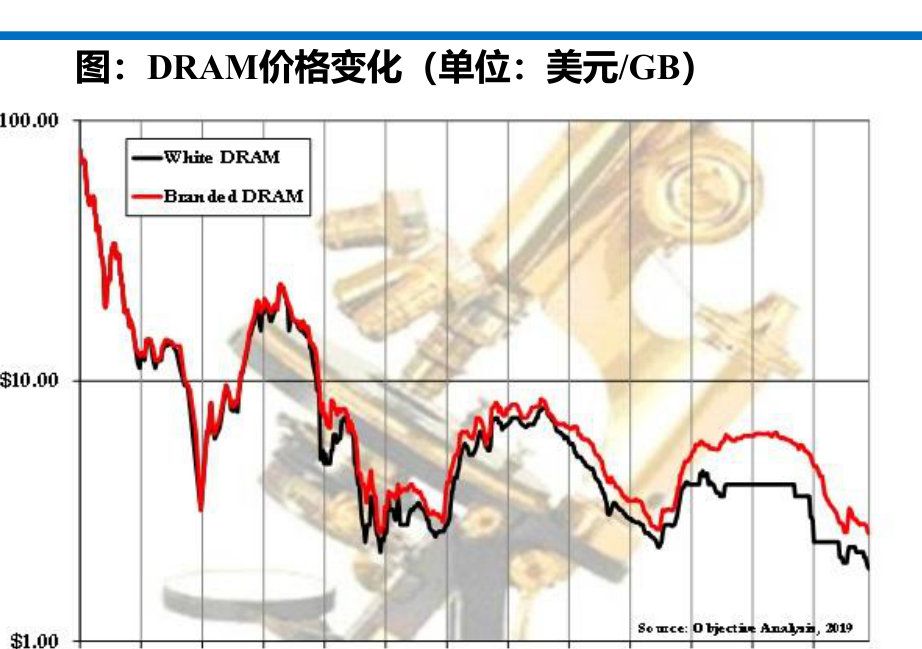 图：DRAM价格变化（单位：美元/GB）
100.00
White DRAM
Branded DRAM
$10.00
Source: Objective Analysis, 2019
$1.00